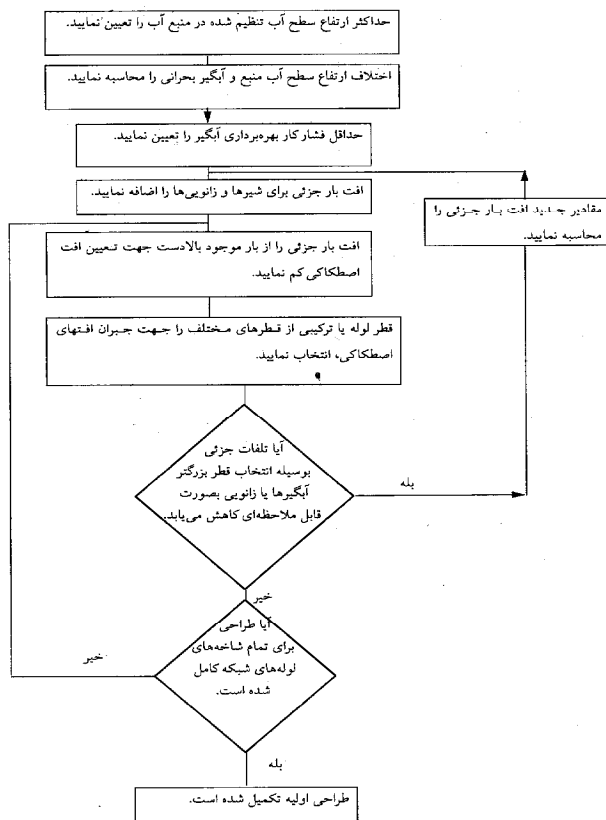 حداکثر ارتفاع سطح آب تنظیم شده در منبع آب را تعیین نمایید.
اختلاف ارتفاع سطح آب منبع و آبگیر بحرانی را محاسبه نمایید.
حداقل فشار کار بهره‌برداری آبگیر را تعیین نمایید.
افت بار جزئی برای شیرها و زانویی‌ها را اضافه نمایید.
مقادیر جدید افت بار جزئی را
محاسبه نمایید.
افت بار جزئی را از بار موجود بالادست جهت تعیین افت
اصطکاکی کم نمایید.
قطر لوله یا ترکیبی از قطرهای مختلف را جهت جبران افتهای
اصطکاکی، انتخاب نمایید.
آیا تلفات جزئی
بوسیله انتخاب قطر بزرگتر
آبگیرها یا زانویی بصورت
قابل ملاحظه‌ای کاهش می‌یابد.
بله
خیر
آیا طراحی
برای تمام شاخه‌های
لوله‌های شبکه کامل
شده است.
خیر
بله
طراحی اولیه تکمیل شده است.